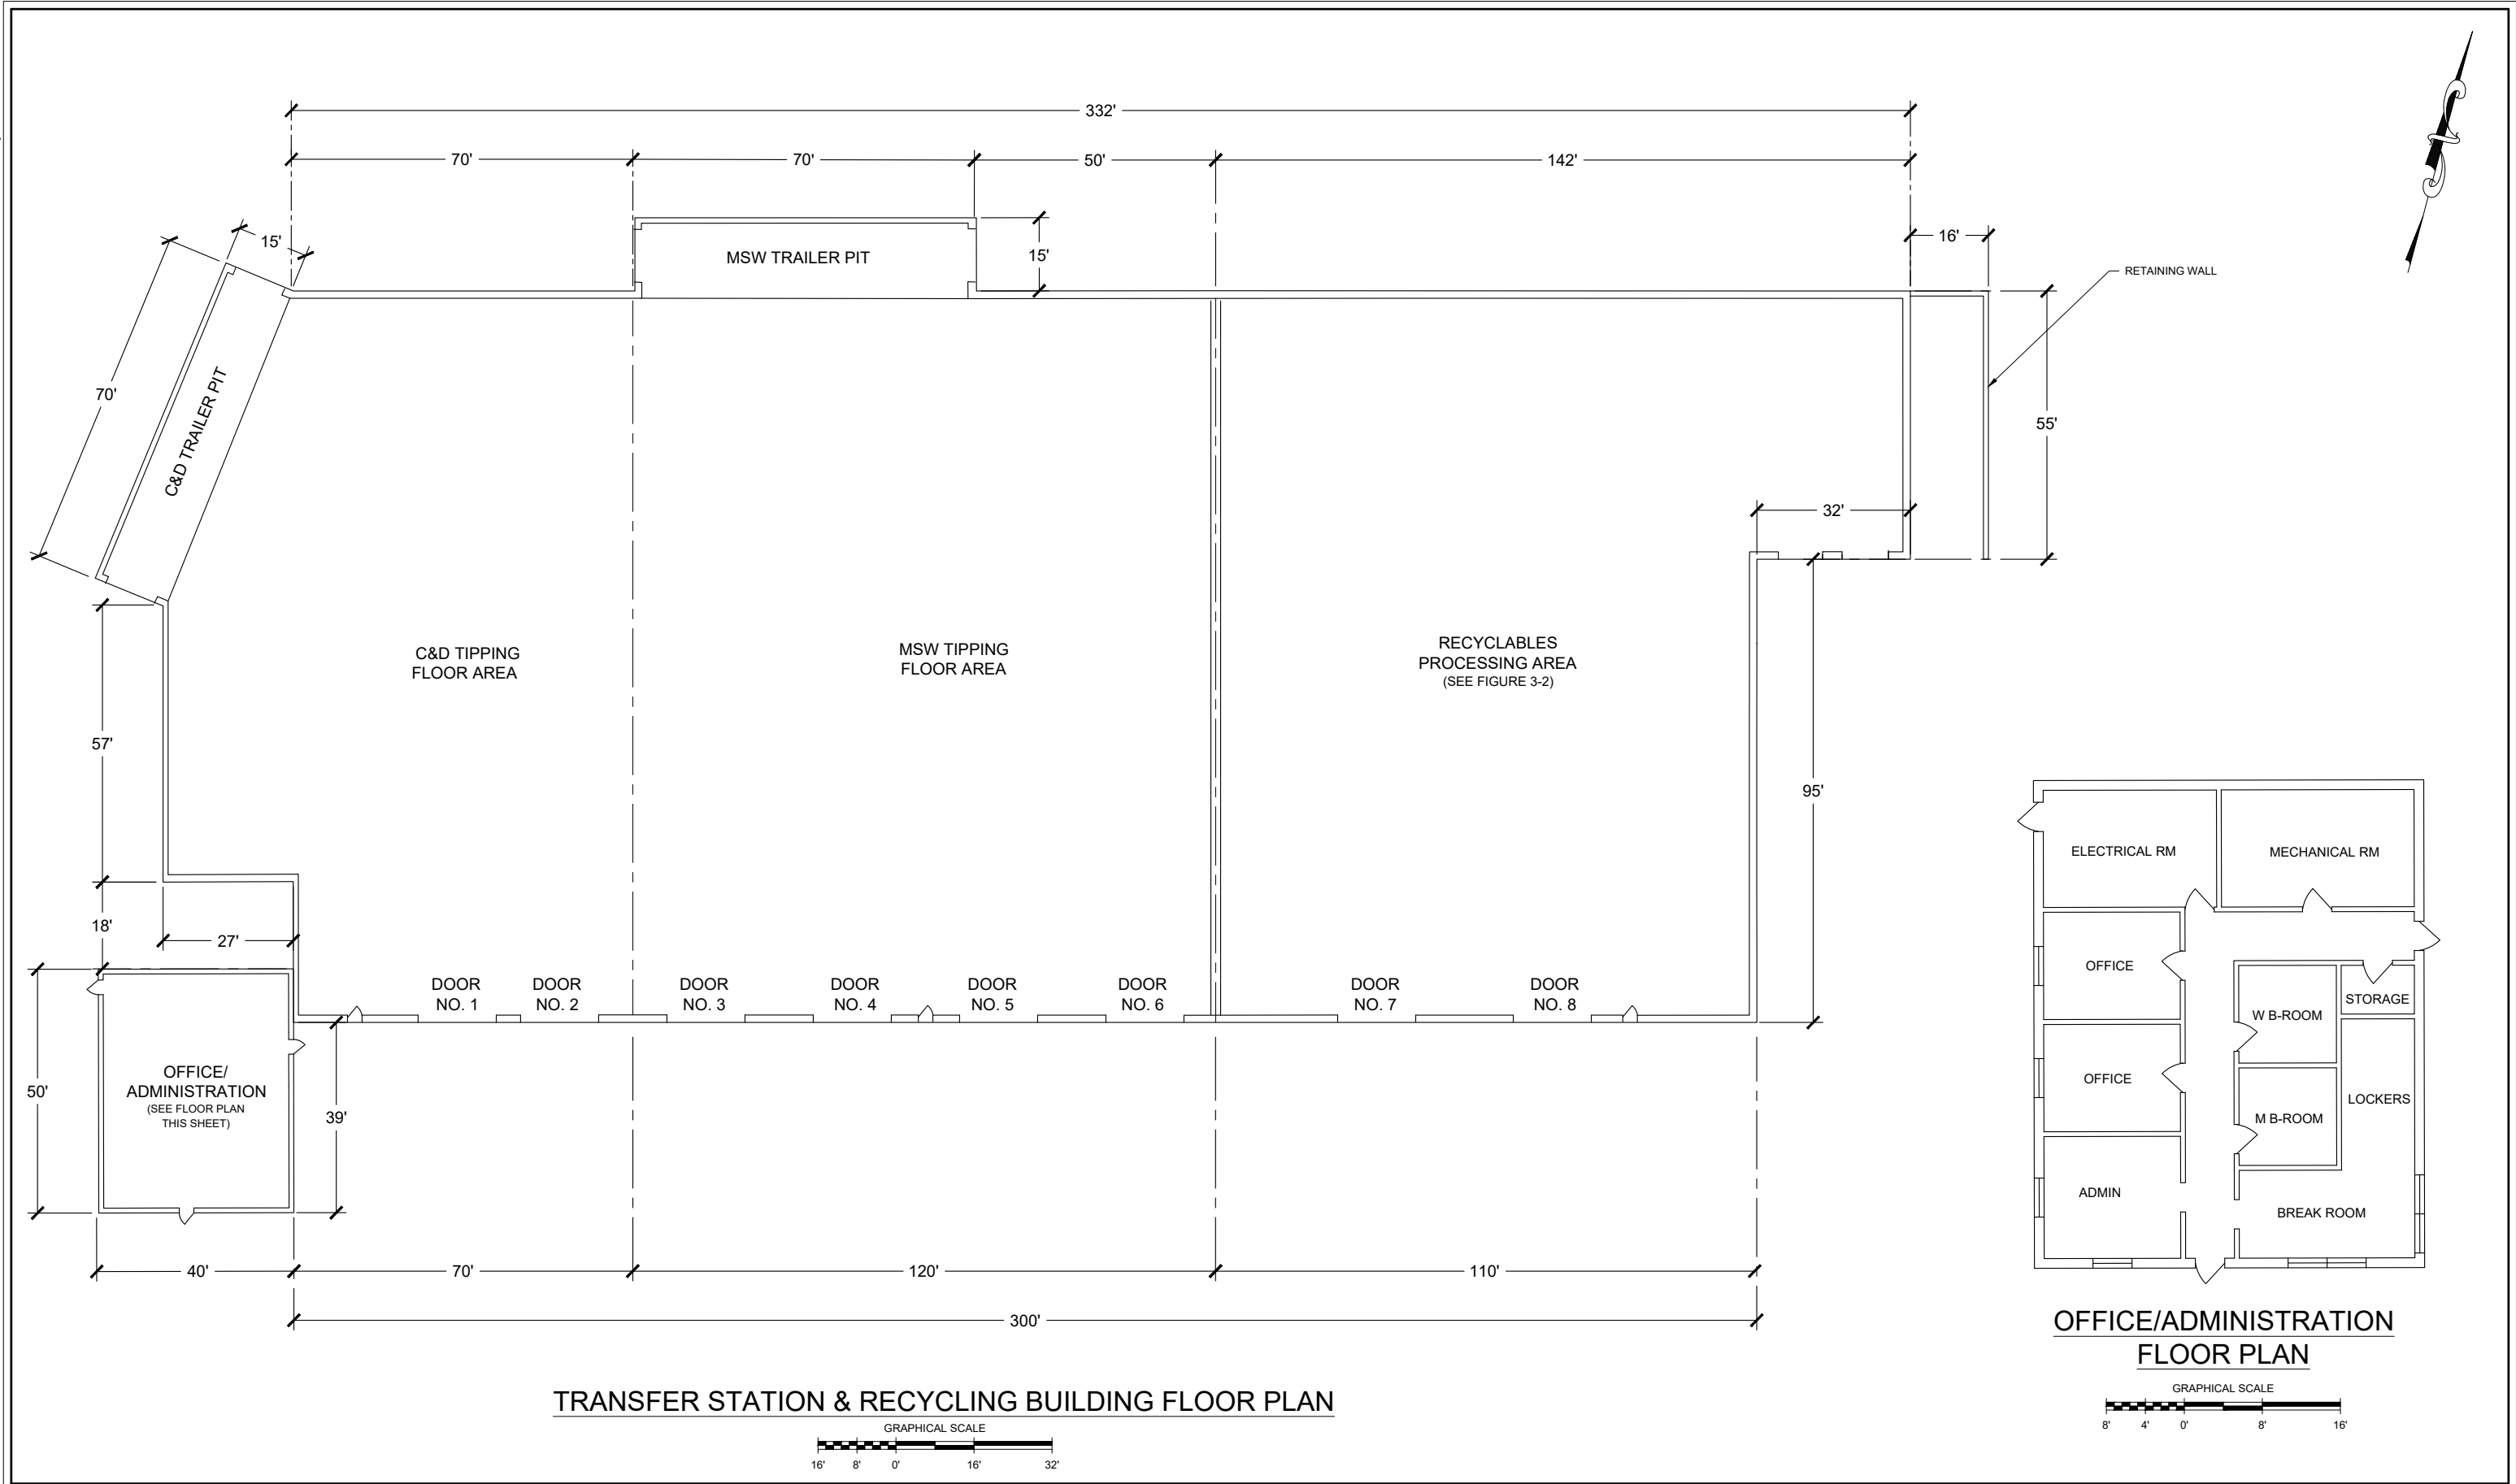 332'
70'
70'
50'
142'
15'
MSW TRAILER PIT
15'
16'
RETAINING WALL
70'
C&D TRAILER PIT
55'
32'
C&D TIPPING
FLOOR AREA
MSW TIPPING
FLOOR AREA
RECYCLABLES
PROCESSING AREA
(SEE FIGURE 3-2)
57'
95'
18'
27'
DOOR
NO. 1
DOOR
NO. 2
DOOR
NO. 3
DOOR
NO. 4
DOOR
NO. 5
DOOR
NO. 6
DOOR
NO. 7
DOOR
NO. 8
OFFICE/
ADMINISTRATION
(SEE FLOOR PLAN
THIS SHEET)
50'
39'
40'
70'
120'
110'
300'
TRANSFER STATION & RECYCLING BUILDING FLOOR PLAN
GRAPHICAL SCALE
16' 8' 0' 16' 32'
ELECTRICAL RM
MECHANICAL RM
OFFICE
STORAGE
W B-ROOM
OFFICE
LOCKERS
M B-ROOM
ADMIN
BREAK ROOM
OFFICE/ADMINISTRATION
FLOOR PLAN
GRAPHICAL SCALE
8' 4' 0' 8' 16'